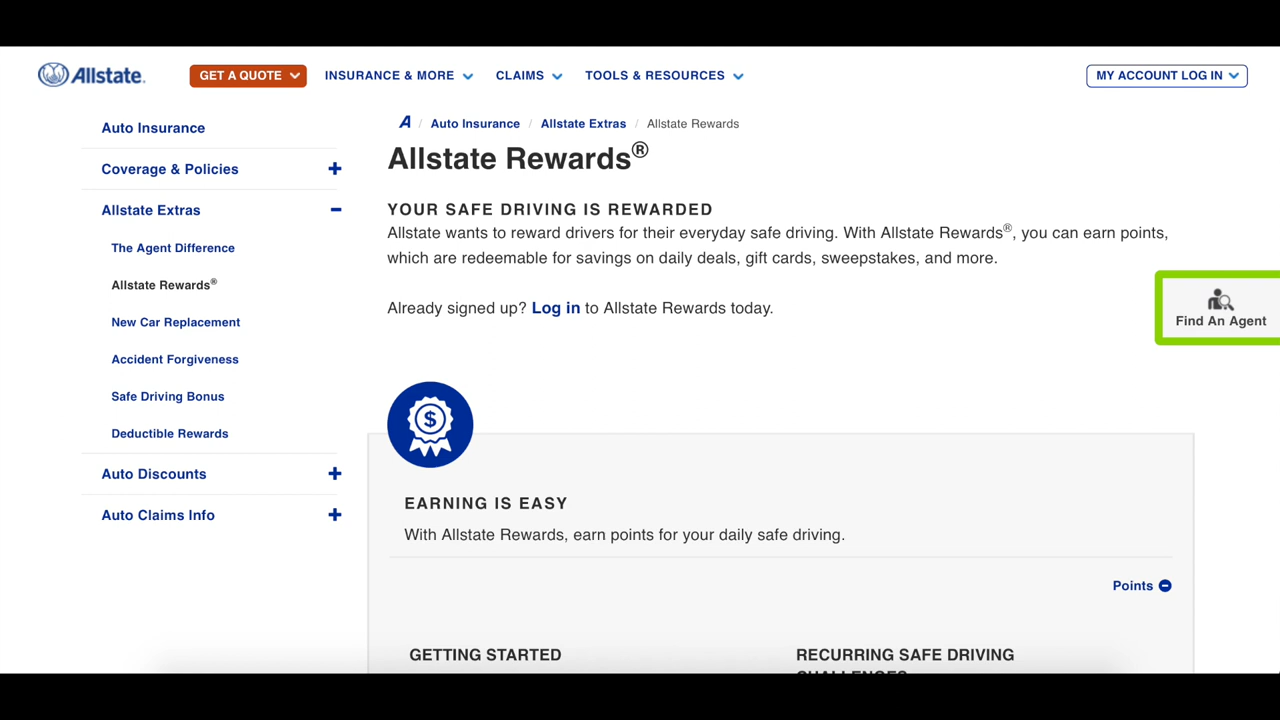 Allstate.
GET A QUOTE
INSURANCE & MORE
CLAIMS
TOOLS & RESOURCES
MY ACCOUNT LOG IN
Auto Insurance
Coverage & Policies
Allstate Extras
The Agent Difference
Allstate Rewards®
New Car Replacement
Accident Forgiveness
Safe Driving Bonus
Deductible Rewards
Auto Discounts
Auto Claims Info
A / Auto Insurance / Allstate Extras / Allstate Rewards
Allstate Rewards®
YOUR SAFE DRIVING IS REWARDED
Allstate wants to reward drivers for their everyday safe driving. With Allstate Rewards®, you can earn points,
which are redeemable for savings on daily deals, gift cards, sweepstakes, and more.
Already signed up? Log in to Allstate Rewards today.
Find An Agent
$
EARNING IS EASY
With Allstate Rewards, earn points for your daily safe driving.
Points
GETTING STARTED
RECURRING SAFE DRIVING
CHALLENGES